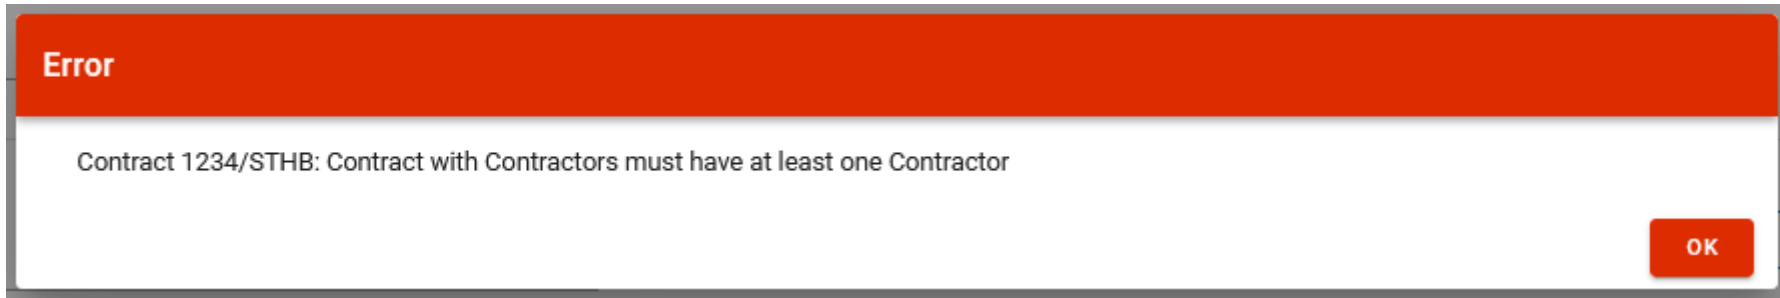 Error
Contract 1234/STHB: Contract with Contractors must have at least one Contractor
OK